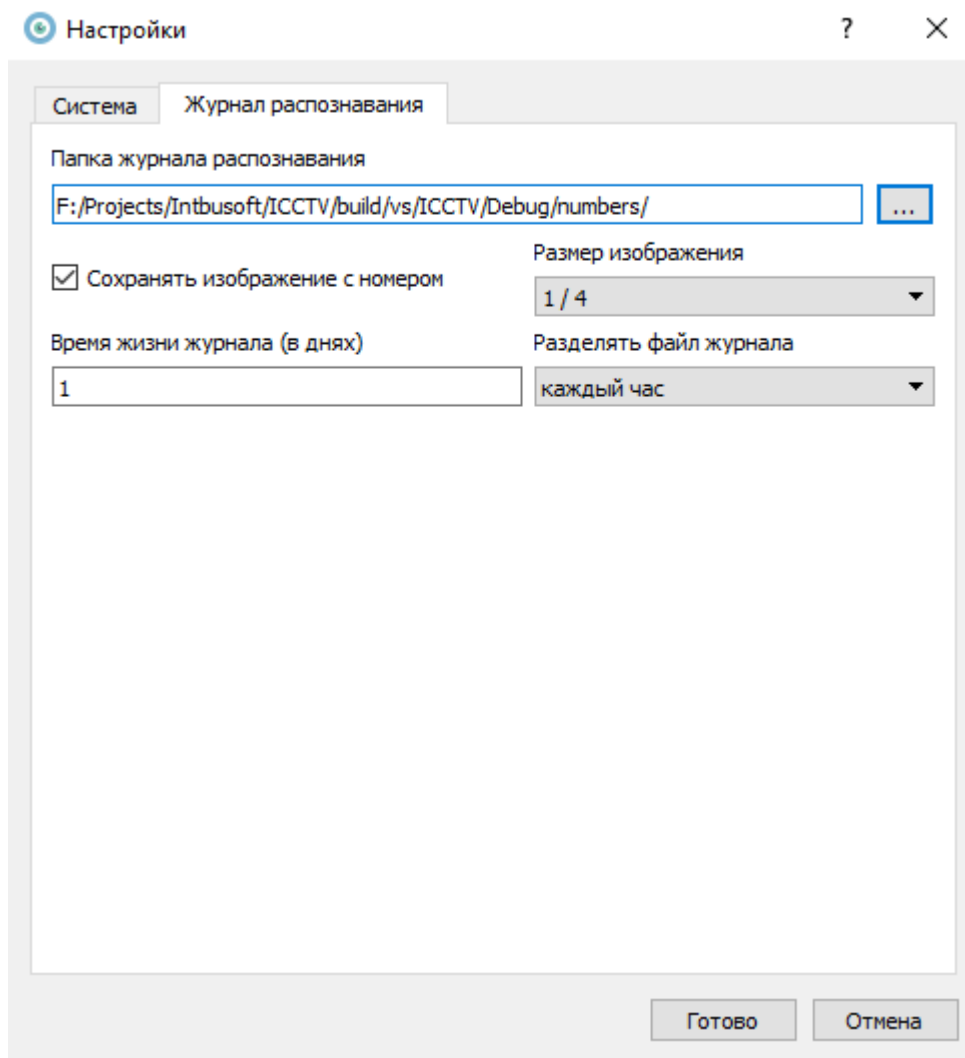 Настройки
?
Система
Журнал распознавания
Папка журнала распознавания
F:/Projects/Intbusoft/ICCTV/build/vs/ICCTV/Debug/numbers/
...
Сохранять изображение с номером
Размер изображения
1 / 4
Время жизни журнала (в днях)
Разделять файл журнала
1
каждый час
Готово
Отмена